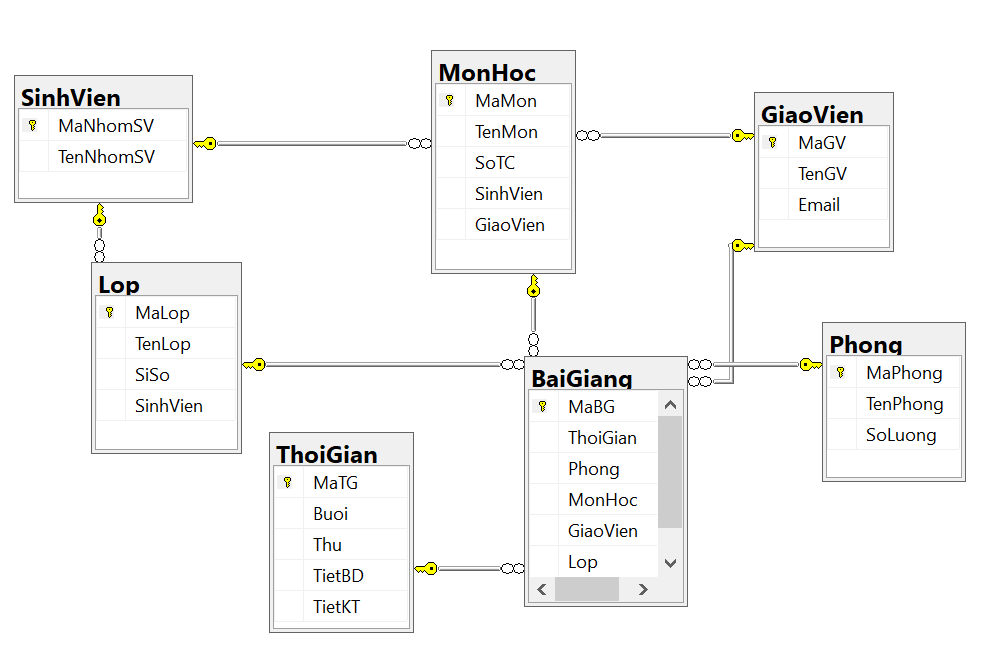 SinhVien
MaNhomSV
TenNhomSV
MonHoc
MaMon
TenMon
SoTC
SinhVien
GiaoVien
GiaoVien
MaGV
TenGV
Email
Lop
MaLop
TenLop
SiSo
SinhVien
BaiGiang
MaBG
ThoiGian
Phong
MonHoc
GiaoVien
Lop
Phong
MaPhong
TenPhong
SoLuong
ThoiGian
MaTG
Buoi
Thu
TietBD
TietKT